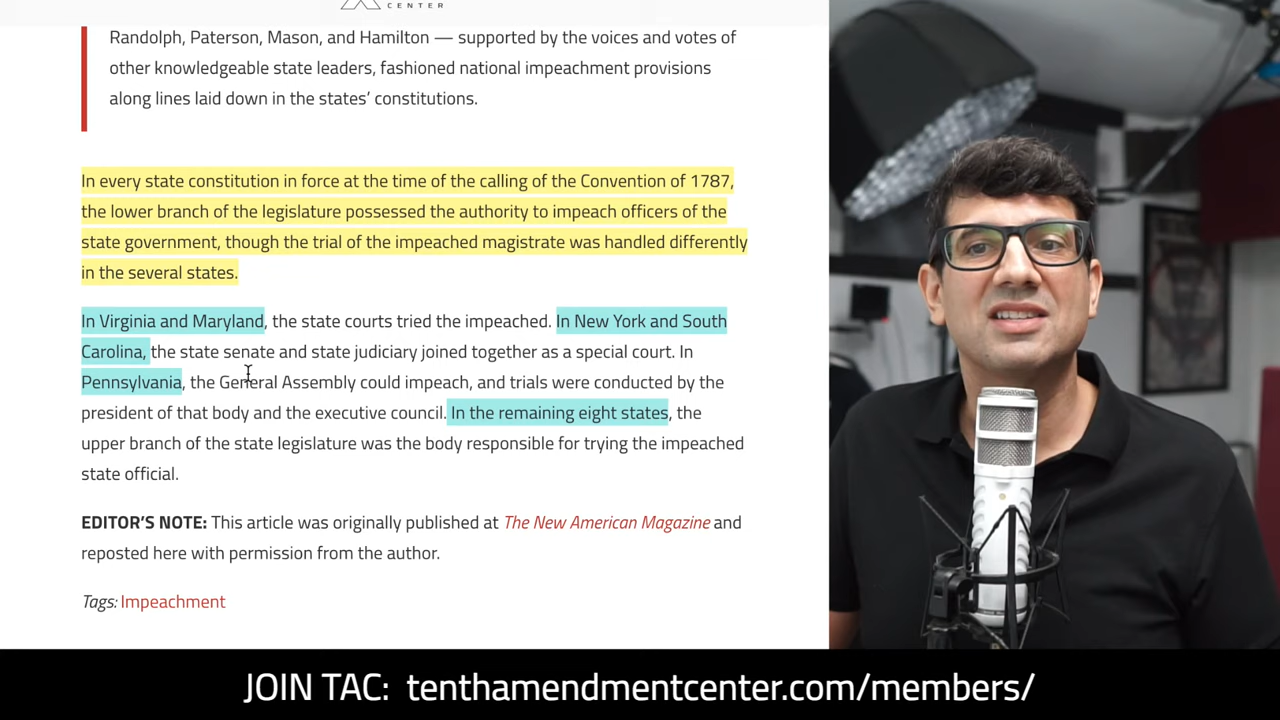 CENTER
Randolph, Paterson, Mason, and Hamilton — supported by the voices and votes of
other knowledgeable state leaders, fashioned national impeachment provisions
along lines laid down in the states’ constitutions.
In every state constitution in force at the time of the calling of the Convention of 1787,
the lower branch of the legislature possessed the authority to impeach officers of the
state government, though the trial of the impeached magistrate was handled differently
in the several states.
In Virginia and Maryland, the state courts tried the impeached. In New York and South
Carolina, the state senate and state judiciary joined together as a special court. In
Pennsylvania, the General Assembly could impeach, and trials were conducted by the
president of that body and the executive council. In the remaining eight states, the
upper branch of the state legislature was the body responsible for trying the impeached
state official.
EDITOR’S NOTE: This article was originally published at The New American Magazine and
reposted here with permission from the author.
Tags: Impeachment
JOIN TAC: tenthamendmentcenter.com/members/